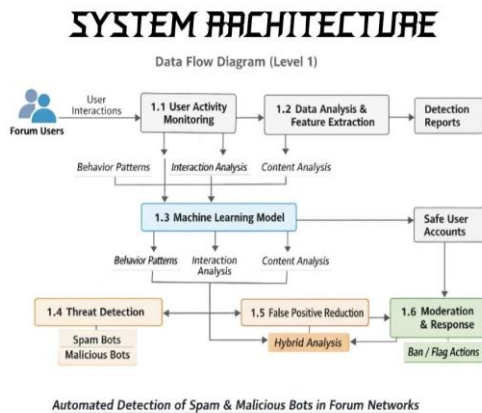 SYSTEM ARCHITECTURE
Data Flow Diagram (Level 1)
User
Interactions
Forum Users
1.1 User Activity
Monitoring
1.2 Data Analysis &
Feature Extraction
Detection
Reports
Behavior Patterns
Interaction Analysis
Content Analysis
1.3 Machine Learning Model
Safe User
Accounts
Behavior Patterns
Interaction
Analysis
Content Analysis
1.4 Threat Detection
Spam Bots
Malicious Bots
1.5 False Positive Reduction
Hybrid Analysis
1.6 Moderation
& Response
Ban / Flag Actions
Automated Detection of Spam & Malicious Bots in Forum Networks